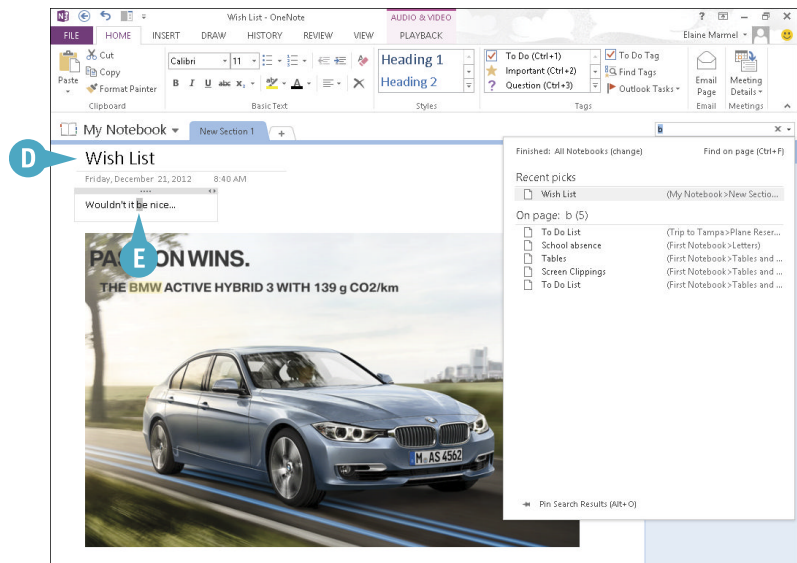 Wish List - OneNote
AUDIO & VIDEO
FILE HOME INSERT DRAW HISTORY REVIEW VIEW PLAYBACK
Elaine Marmel
Paste
Cut
Copy
Format Painter
Clipboard
Calibri 11
B I U abc X₂ A
Basic Text
Heading 1
Heading 2
Styles
To Do (Ctrl+1)
Important (Ctrl+2)
Question (Ctrl+3)
To Do Tag
Find Tags
Outlook Tasks
Tags
Email Page
Email
Meeting Details
Meetings
My Notebook
New Section 1
b
D
Wish List
Friday, December 21, 2012 8:40 AM
Wouldn't it be nice...
E
Finished: All Notebooks (change) Find on page (Ctrl+F)
Recent picks
Wish List (My Notebook>New Sectio...
On page: b (5)
To Do List (Trip to Tampa>Plane Reser...
School absence (First Notebook>Letters)
Tables (First Notebook>Tables and ...
Screen Clippings (First Notebook>Tables and ...
To Do List (First Notebook>Tables and ...
Pin Search Results (Alt+O)
WINS.
THE BMW ACTIVE HYBRID 3 WITH 139 g CO2/km
M AS 4562